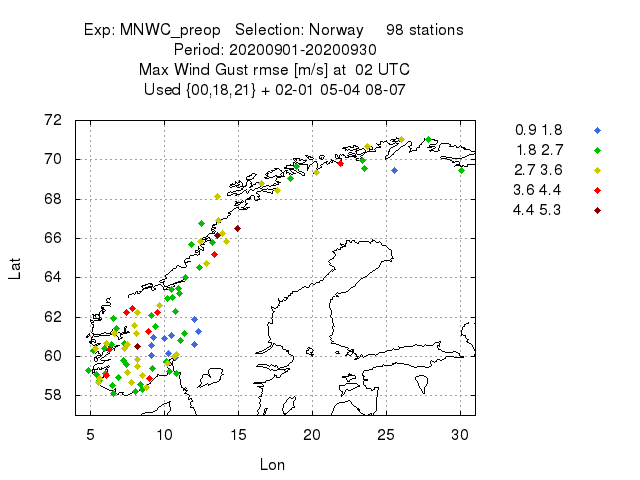 Exp: MNWC_preop   Selection: Norway     98 stations
Period: 20200901-20200930
Max Wind Gust rmse [m/s] at  02 UTC
Used {00,18,21} + 02-01 05-04 08-07
72
70
68
66
64
62
60
58
5 10 15 20 25 30
Lat
Lon
0.9 1.8
1.8 2.7
2.7 3.6
3.6 4.4
4.4 5.3